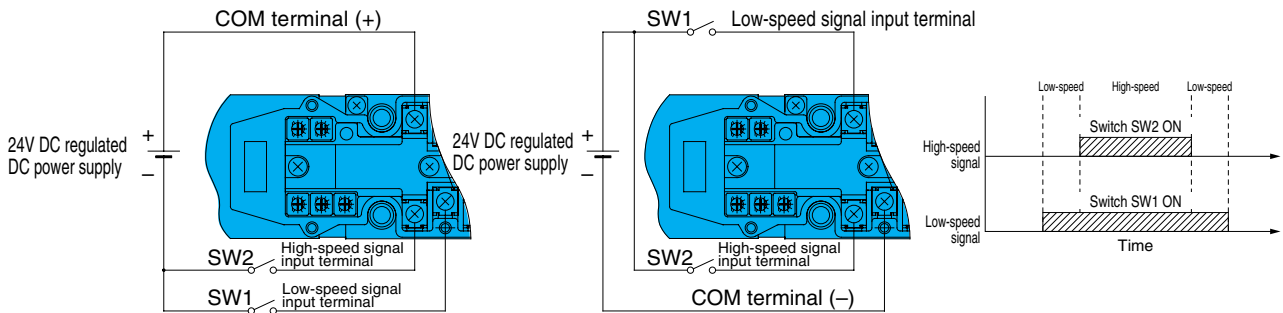 COM terminal (+)
24V DC regulated
DC power supply
+
–
SW2
High-speed signal
input terminal
SW1
Low-speed signal
input terminal
SW1
Low-speed signal input terminal
24V DC regulated
DC power supply
+
–
SW2
High-speed signal
input terminal
COM terminal (–)
Low-speed
High-speed
Low-speed
Switch SW2 ON
High-speed
signal
Switch SW1 ON
Low-speed
signal
Time